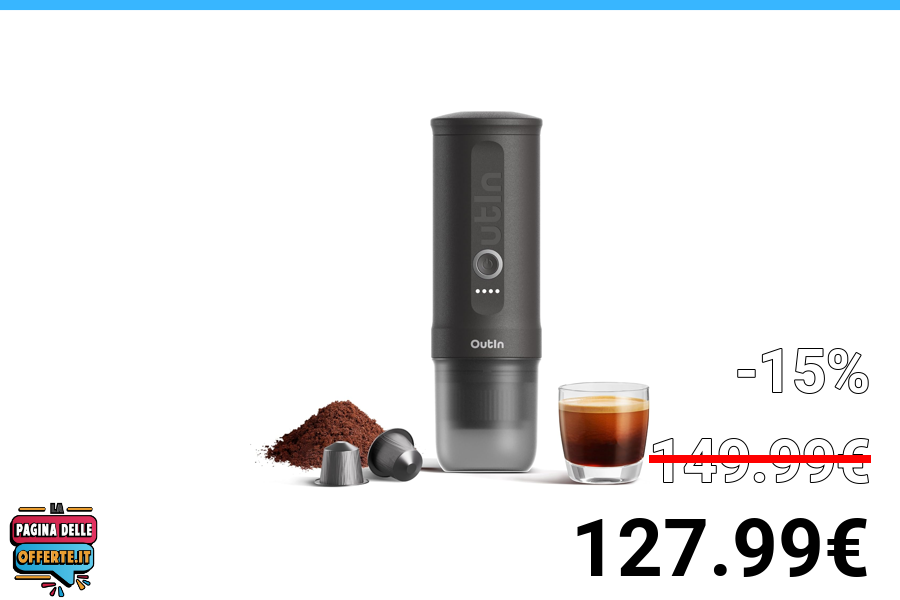 OutIn
OutIn
-15%
149.99€
127.99€
LA
PAGINA DELLE
OFFERTE.IT